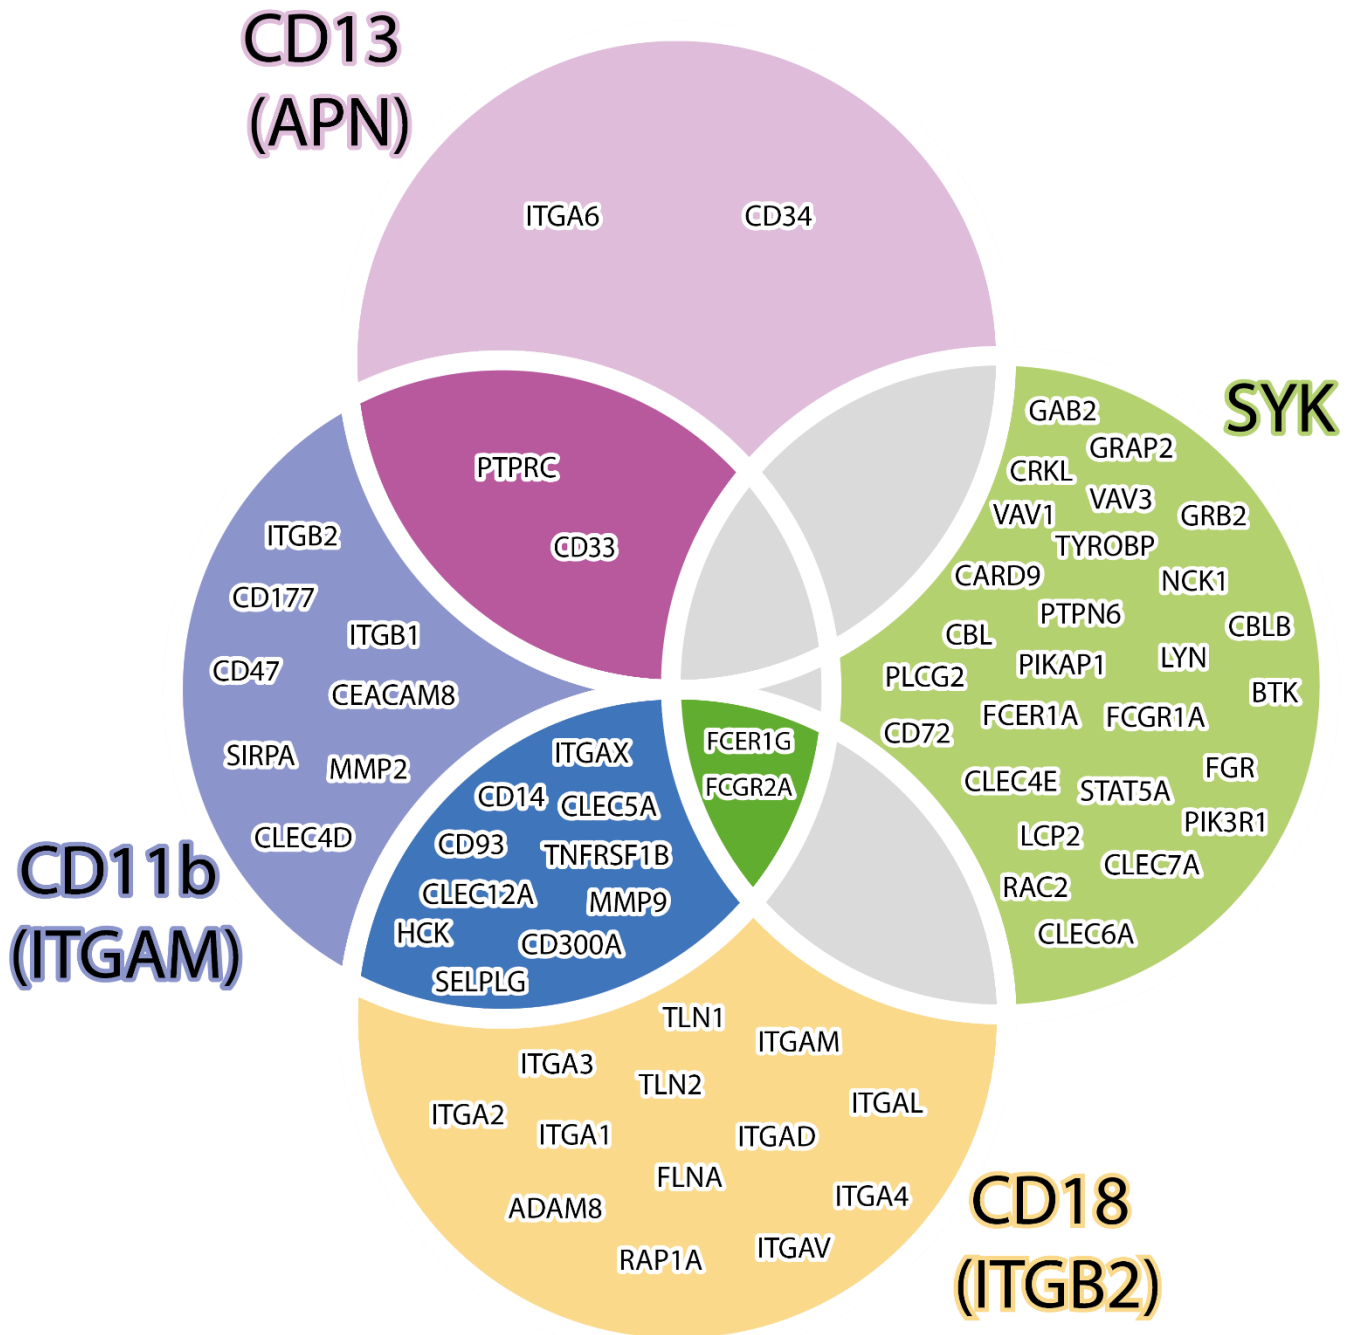 CD13
(APN)
ITGA6
CD34
PTPRC
CD33
SYK
GAB2
GRAP2
CRKL
VAV3
VAV1
GRB2
TYROBP
CARD9
NCK1
PTPN6
CBLB
CBL
LYN
PIKAP1
PLCG2
BTK
FCER1A
FCGR1A
CD72
FGR
CLEC4E
STAT5A
PIK3R1
LCP2
CLEC7A
RAC2
CLEC6A
ITGB2
CD177
ITGB1
CD47
CEACAM8
SIRPA
MMP2
CLEC4D
CD11b
(ITGAM)
ITGAX
CD14
CLEC5A
CD93
TNFRSF1B
CLEC12A
MMP9
HCK
CD300A
SELPLG
FCER1G
FCGR2A
TLN1
ITGAM
ITGA3
TLN2
ITGA2
ITGAL
ITGA1
ITGAD
FLNA
ITGA4
ADAM8
ITGAV
RAP1A
CD18
(ITGB2)